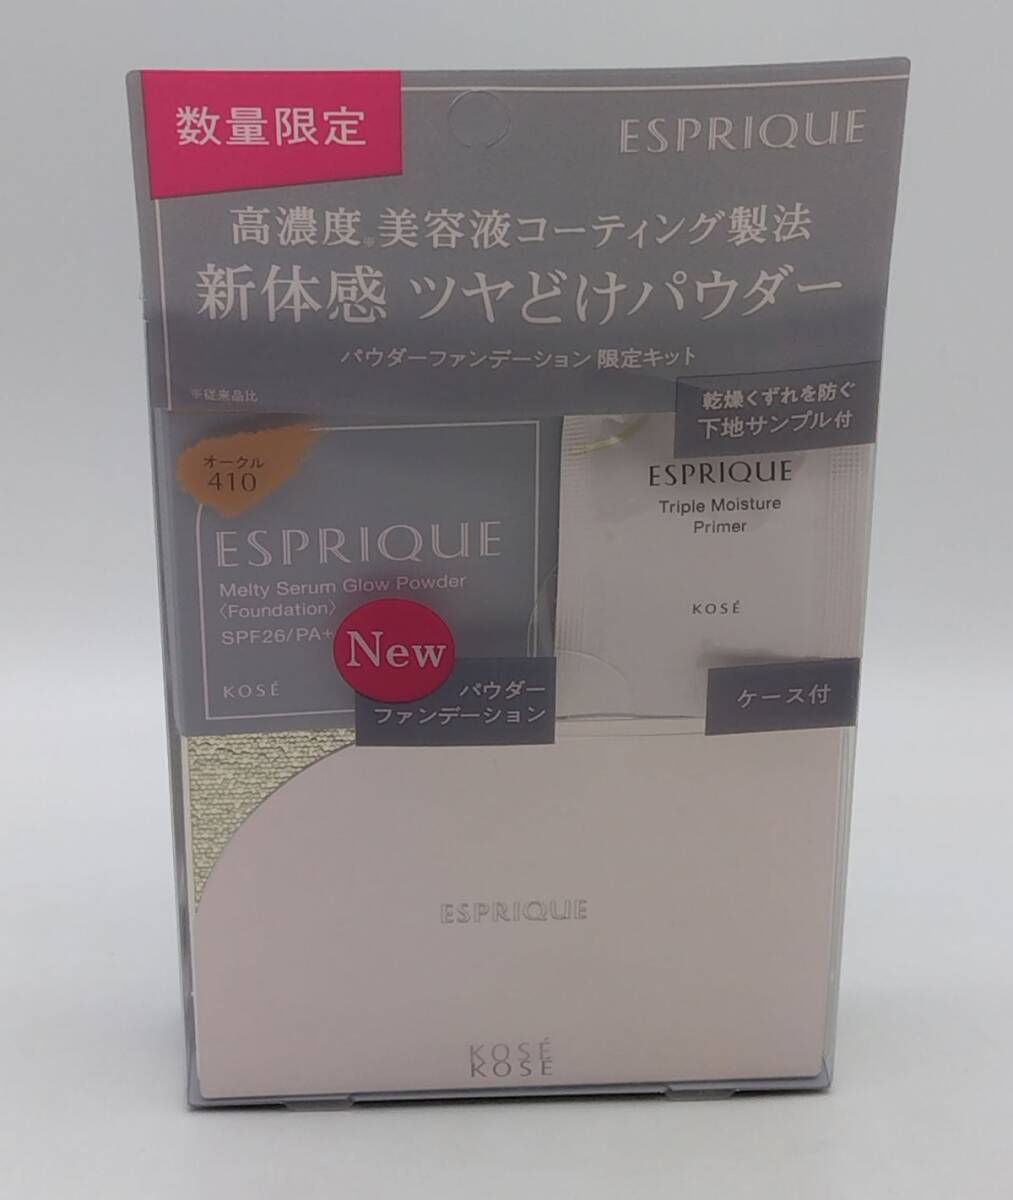 数量限定
ESPRIQUE
高濃度※美容液コーティング製法
新体感 ツヤどけパウダー
パウダーファンデーション 限定キット
※従来品比
乾燥くずれを防ぐ
下地サンプル付
オークル
410
ESPRIQUE
Melty Serum Glow Powder
〈Foundation〉
SPF26/PA+
KOSÉ
New
パウダー
ファンデーション
ESPRIQUE
Triple Moisture
Primer
KOSÉ
ケース付
ESPRIQUE
KOSÉ
KOSÉ